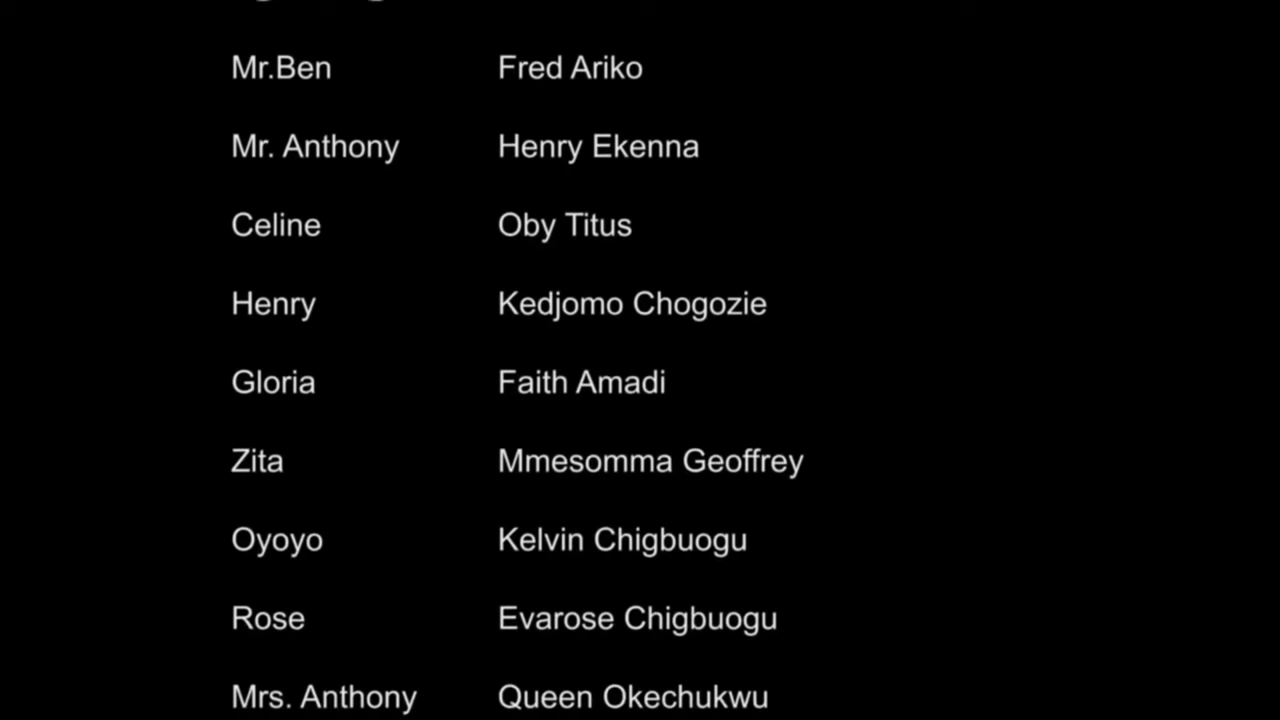 Mr.Ben Fred Ariko
Mr. Anthony Henry Ekenna
Celine Oby Titus
Henry Kedjomo Chogozie
Gloria Faith Amadi
Zita Mmesomma Geoffrey
Oyoyo Kelvin Chigbuogu
Rose Evarose Chigbuogu
Mrs. Anthony Queen Okechukwu